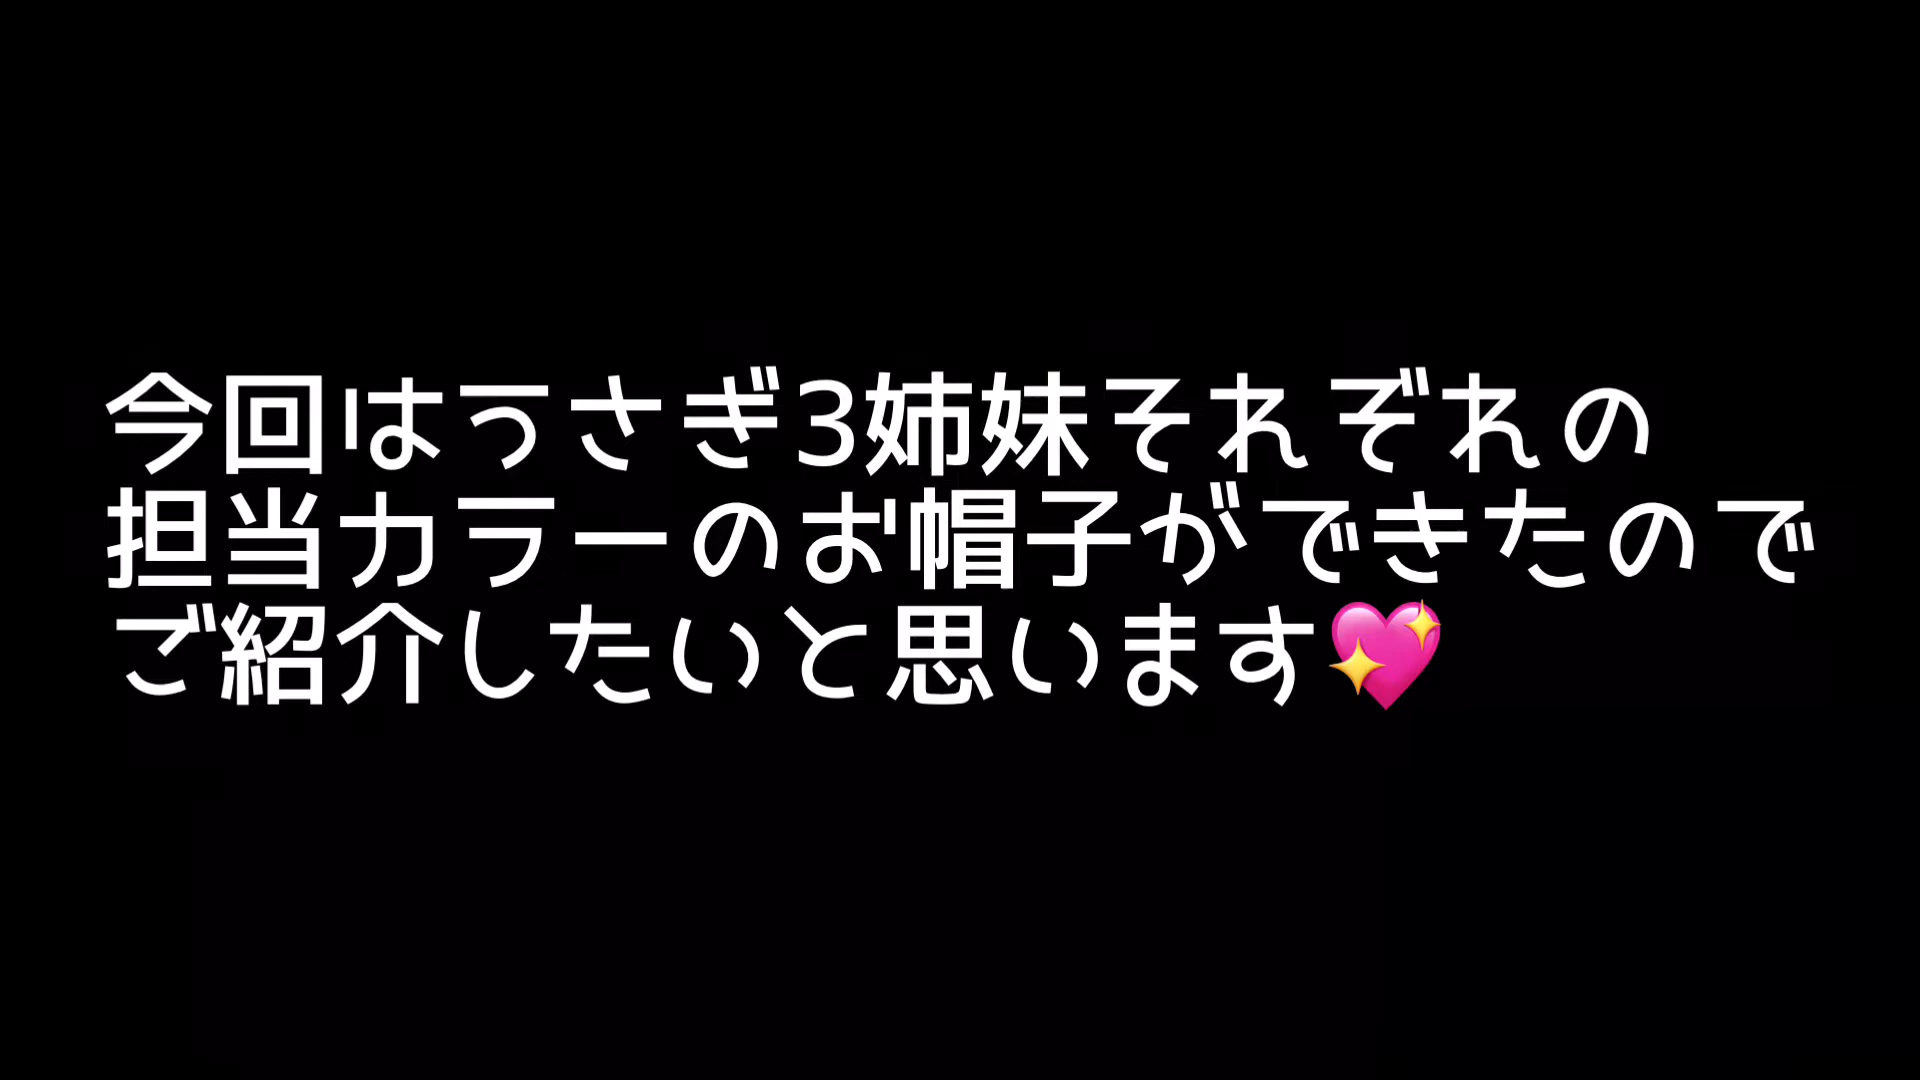 今回はうさぎ3姉妹それぞれの
担当カラーのお帽子ができたので
ご紹介したいと思います💖